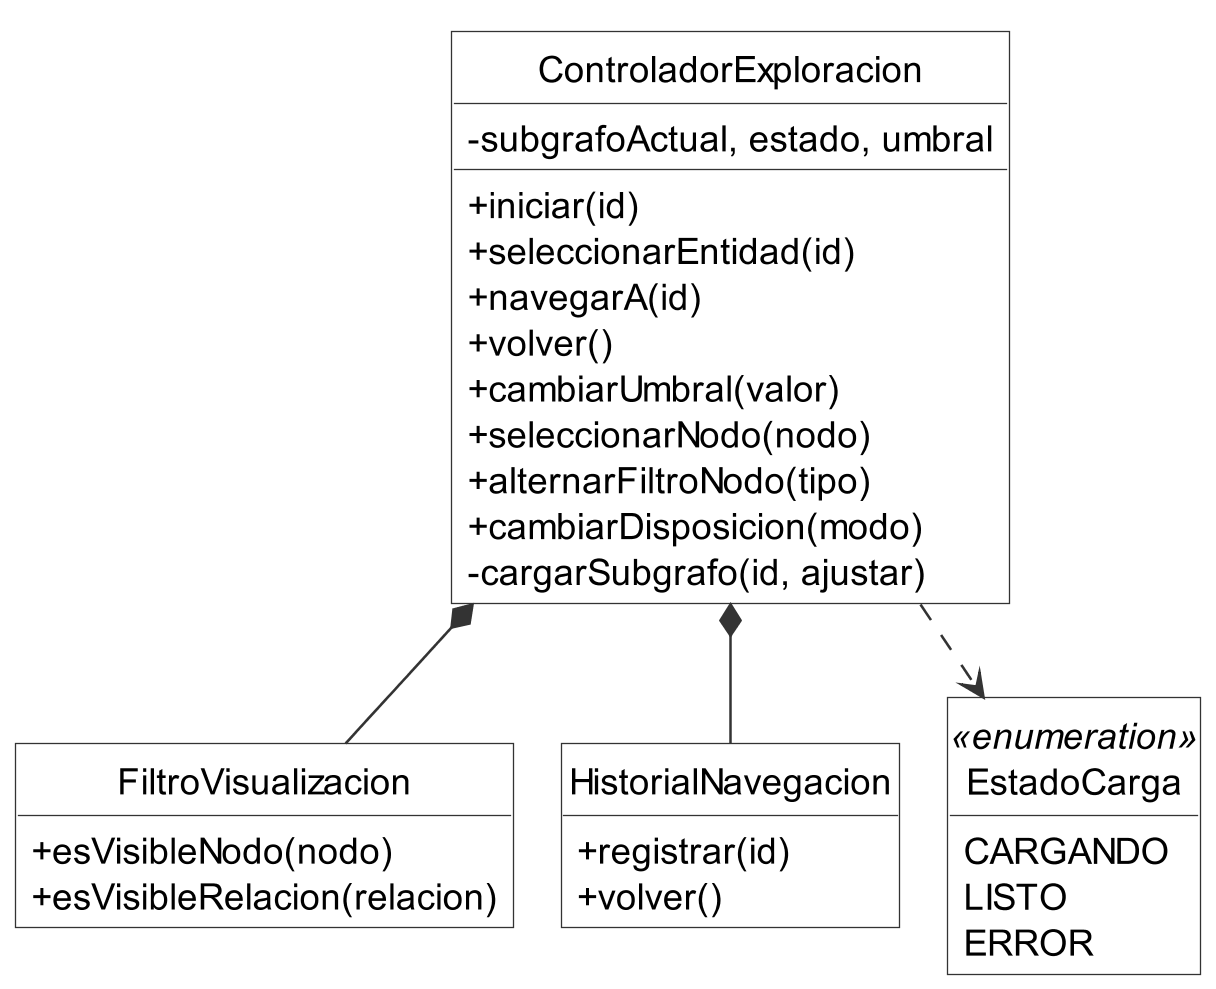 ControladorExploracion
-subgrafoActual, estado, umbral
+iniciar(id)
+seleccionarEntidad(id)
+navegarA(id)
+volver()
+cambiarUmbral(valor)
+seleccionarNodo(nodo)
+alternarFiltroNodo(tipo)
+cambiarDisposicion(modo)
-cargarSubgrafo(id, ajustar)
FiltroVisualizacion
+esVisibleNodo(nodo)
+esVisibleRelacion(relacion)
HistorialNavegacion
+registrar(id)
+volver()
«enumeration»
EstadoCarga
CARGANDO
LISTO
ERROR